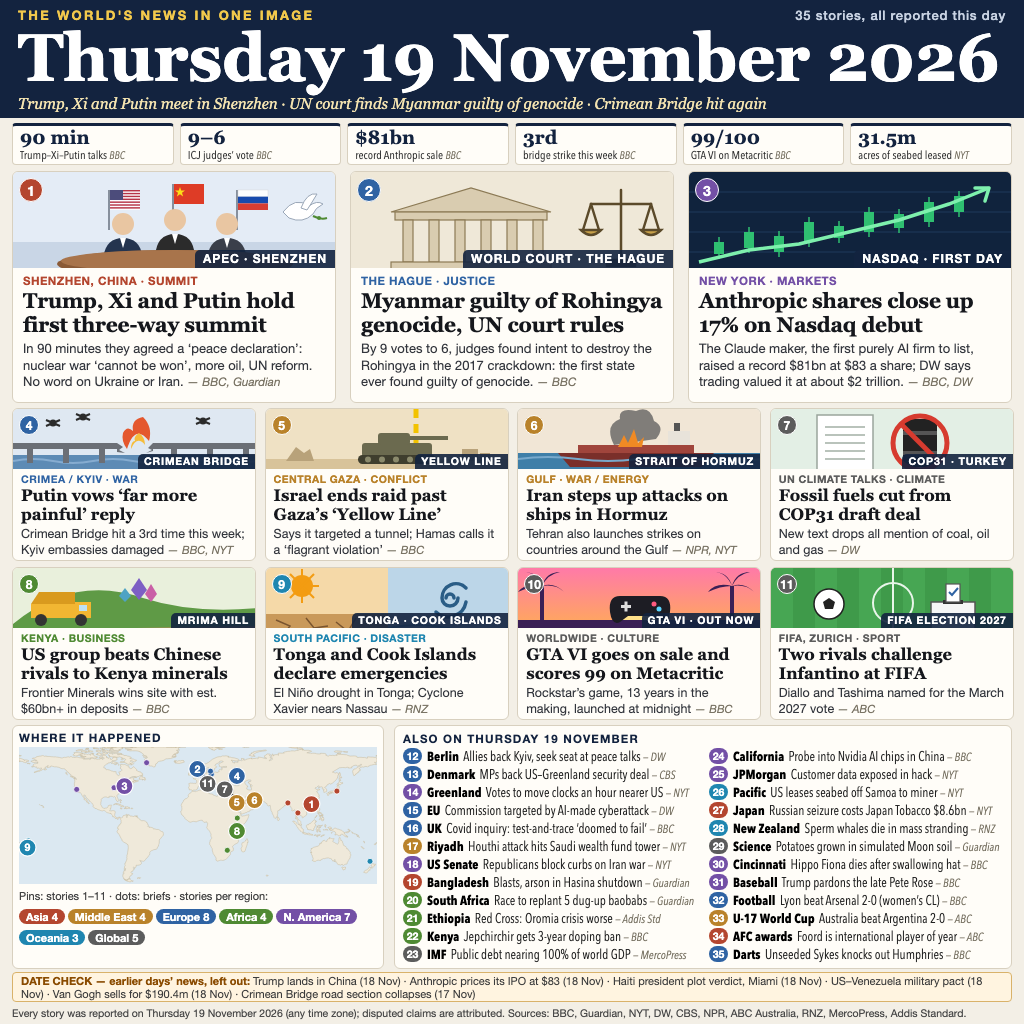 THE WORLD'S NEWS IN ONE IMAGE
35 stories, all reported this day
Thursday 19 November 2026
Trump, Xi and Putin meet in Shenzhen · UN court finds Myanmar guilty of genocide · Crimean Bridge hit again
90 min
Trump–Xi–Putin talks BBC
9–6
ICJ judges' vote BBC
$81bn
record Anthropic sale BBC
3rd
bridge strike this week BBC
99/100
GTA VI on Metacritic BBC
31.5m
acres of seabed leased NYT
1
APEC · SHENZHEN
SHENZHEN, CHINA · SUMMIT
Trump, Xi and Putin hold
first three-way summit
In 90 minutes they agreed a ‘peace declaration’:
nuclear war ‘cannot be won’, more oil, UN reform.
No word on Ukraine or Iran. — BBC, Guardian
2
WORLD COURT · THE HAGUE
THE HAGUE · JUSTICE
Myanmar guilty of Rohingya
genocide, UN court rules
By 9 votes to 6, judges found intent to destroy the
Rohingya in the 2017 crackdown: the first state
ever found guilty of genocide. — BBC
3
NASDAQ · FIRST DAY
NEW YORK · MARKETS
Anthropic shares close up
17% on Nasdaq debut
The Claude maker, the first purely AI firm to list,
raised a record $81bn at $83 a share; DW says
trading valued it at about $2 trillion. — BBC, DW
4
CRIMEAN BRIDGE
CRIMEA / KYIV · WAR
Putin vows ‘far more
painful’ reply
Crimean Bridge hit a 3rd time this week;
Kyiv embassies damaged — BBC, NYT
5
YELLOW LINE
CENTRAL GAZA · CONFLICT
Israel ends raid past
Gaza’s ‘Yellow Line’
Says it targeted a tunnel; Hamas calls it
a ‘flagrant violation’ — BBC
6
STRAIT OF HORMUZ
GULF · WAR / ENERGY
Iran steps up attacks on
ships in Hormuz
Tehran also launches strikes on
countries around the Gulf — NPR, NYT
7
COP31 · TURKEY
UN CLIMATE TALKS · CLIMATE
Fossil fuels cut from
COP31 draft deal
New text drops all mention of coal, oil
and gas — DW
8
MRIMA HILL
KENYA · BUSINESS
US group beats Chinese
rivals to Kenya minerals
Frontier Minerals wins site with est.
$60bn+ in deposits — BBC
9
TONGA · COOK ISLANDS
SOUTH PACIFIC · DISASTER
Tonga and Cook Islands
declare emergencies
El Niño drought in Tonga; Cyclone
Xavier nears Nassau — RNZ
10
GTA VI · OUT NOW
WORLDWIDE · CULTURE
GTA VI goes on sale and
scores 99 on Metacritic
Rockstar’s game, 13 years in the
making, launched at midnight — BBC
11
FIFA ELECTION 2027
FIFA, ZURICH · SPORT
Two rivals challenge
Infantino at FIFA
Diallo and Tashima named for the March
2027 vote — ABC
WHERE IT HAPPENED
2
4
3
11
7
5
6
1
8
9
Pins: stories 1–11 · dots: briefs · stories per region:
Asia 4 Middle East 4 Europe 8 Africa 4 N. America 7
Oceania 3 Global 5
ALSO ON THURSDAY 19 NOVEMBER
12 Berlin Allies back Kyiv, seek seat at peace talks – DW
13 Denmark MPs back US–Greenland security deal – CBS
14 Greenland Votes to move clocks an hour nearer US – NYT
15 EU Commission targeted by AI-made cyberattack – DW
16 UK Covid inquiry: test-and-trace ‘doomed to fail’ – BBC
17 Riyadh Houthi attack hits Saudi wealth fund tower – NYT
18 US Senate Republicans block curbs on Iran war – NYT
19 Bangladesh Blasts, arson in Hasina shutdown – Guardian
20 South Africa Race to replant 5 dug-up baobabs – Guardian
21 Ethiopia Red Cross: Oromia crisis worse – Addis Std
22 Kenya Jepchirchir gets 3-year doping ban – BBC
23 IMF Public debt nearing 100% of world GDP – MercoPress
24 California Probe into Nvidia AI chips in China – BBC
25 JPMorgan Customer data exposed in hack – NYT
26 Pacific US leases seabed off Samoa to miner – NYT
27 Japan Russian seizure costs Japan Tobacco $8.6bn – NYT
28 New Zealand Sperm whales die in mass stranding – RNZ
29 Science Potatoes grown in simulated Moon soil – Guardian
30 Cincinnati Hippo Fiona dies after swallowing hat – BBC
31 Baseball Trump pardons the late Pete Rose – BBC
32 Football Lyon beat Arsenal 2-0 (women’s CL) – BBC
33 U-17 World Cup Australia beat Argentina 2-0 – ABC
34 AFC awards Foord is international player of year – ABC
35 Darts Unseeded Sykes knocks out Humphries – BBC
DATE CHECK — earlier days’ news, left out: Trump lands in China (18 Nov) · Anthropic prices its IPO at $83 (18 Nov) · Haiti president plot verdict, Miami (18 Nov) · US–Venezuela military pact (18
Nov) · Van Gogh sells for $190.4m (18 Nov) · Crimean Bridge road section collapses (17 Nov)
Every story was reported on Thursday 19 November 2026 (any time zone); disputed claims are attributed. Sources: BBC, Guardian, NYT, DW, CBS, NPR, ABC Australia, RNZ, MercoPress, Addis Standard.